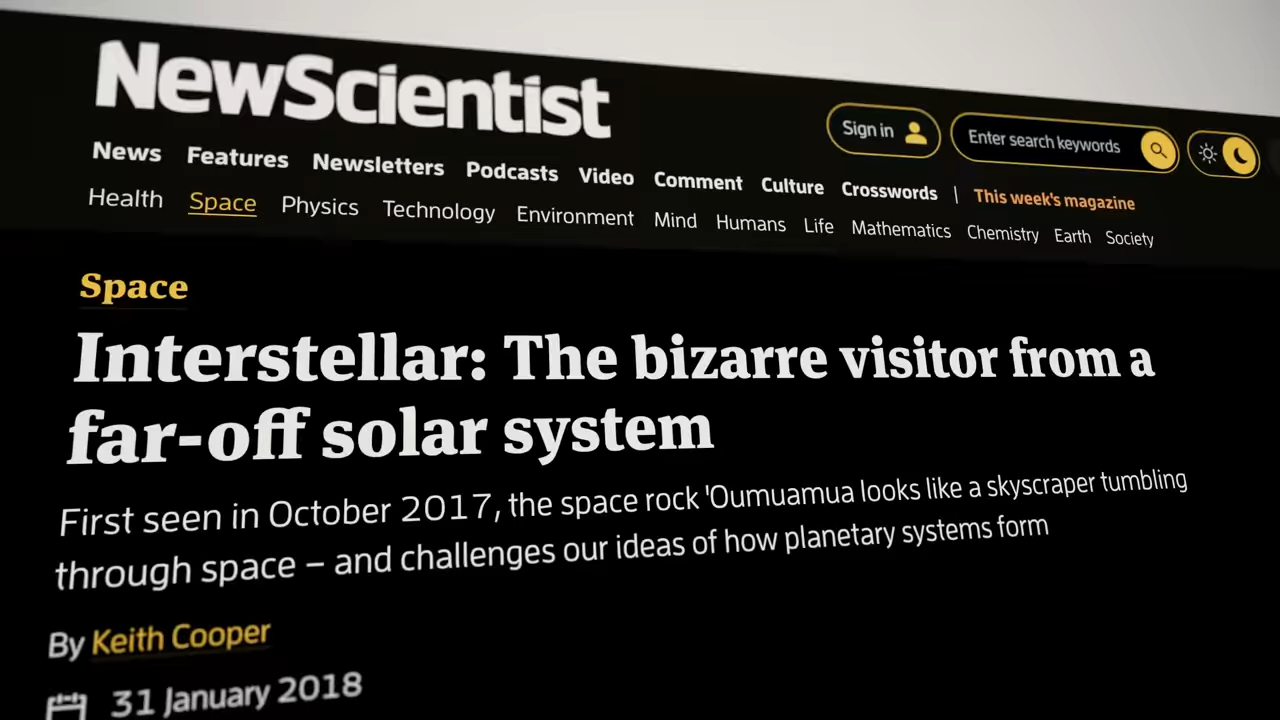 NewScientist
Sign in
Enter search keywords
News Features Newsletters Podcasts Video Comment Culture Crosswords | This week's magazine
Health Space Physics Technology Environment Mind Humans Life Mathematics Chemistry Earth Society
Space
Interstellar: The bizarre visitor from a
far-off solar system
First seen in October 2017, the space rock 'Oumuamua looks like a skyscraper tumbling
through space – and challenges our ideas of how planetary systems form
By Keith Cooper
31 January 2018